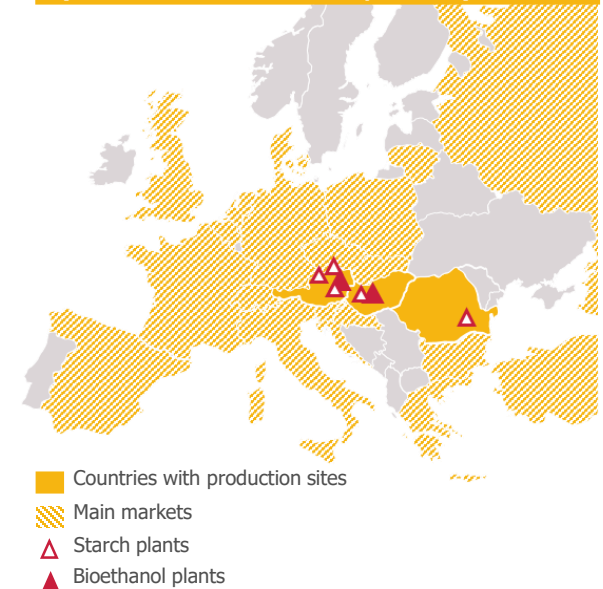 Countries with production sites
Main markets
Starch plants
Bioethanol plants